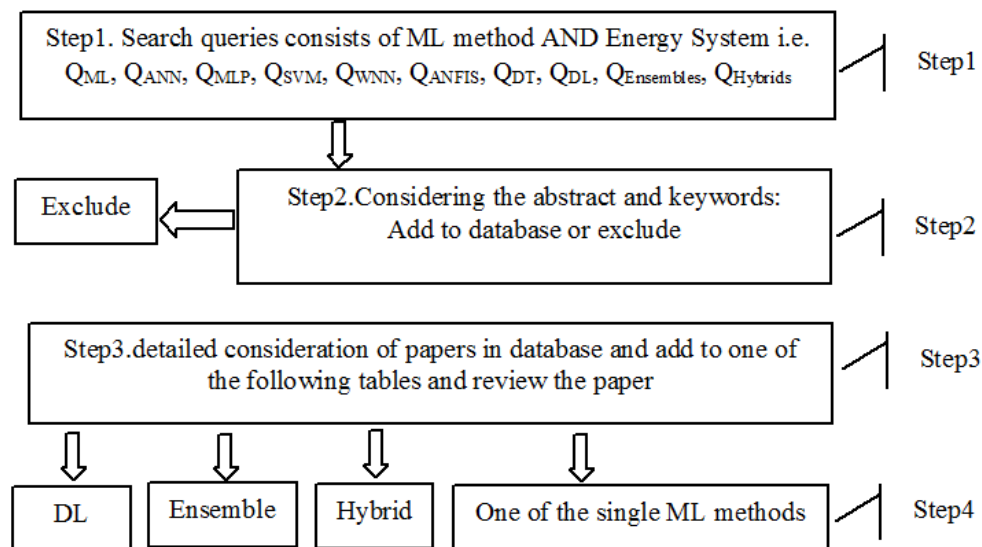 Step1. Search queries consists of ML method AND Energy System i.e.
QML, QANN, QMLP, QSVM, QWNN, QANFIS, QDT, QDL, QEnsembles, QHybrids
Step1
Exclude
Step2.Considering the abstract and keywords:
Add to database or exclude
Step2
Step3.detailed consideration of papers in database and add to one of
the following tables and review the paper
Step3
DL
Ensemble
Hybrid
One of the single ML methods
Step4